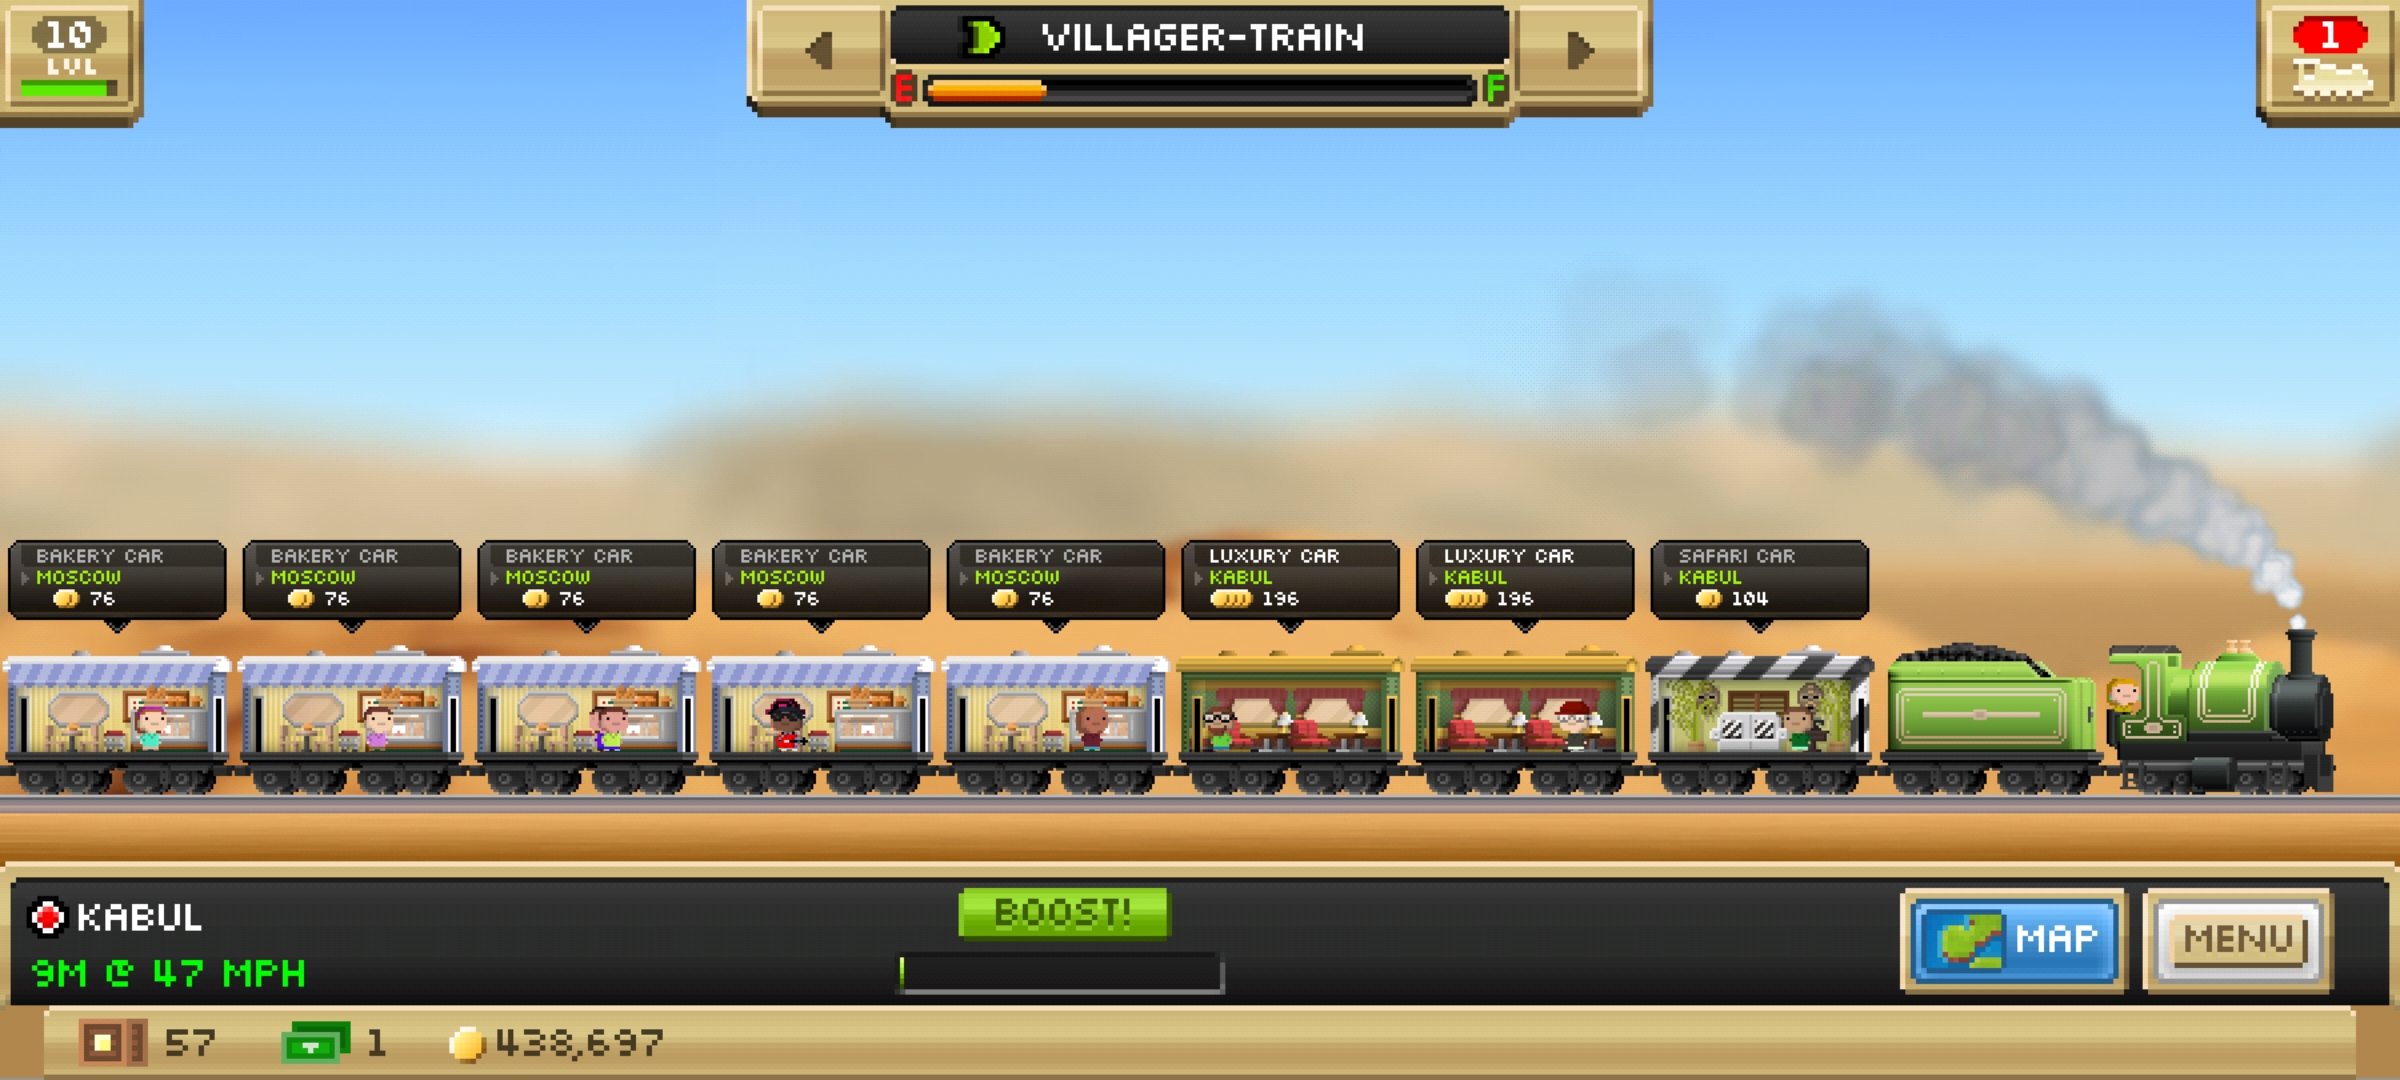 10
LVL
VILLAGER-TRAIN
E F
1
BAKERY CAR
MOSCOW
76
BAKERY CAR
MOSCOW
76
BAKERY CAR
MOSCOW
76
BAKERY CAR
MOSCOW
76
BAKERY CAR
MOSCOW
76
LUXURY CAR
KABUL
196
LUXURY CAR
KABUL
196
SAFARI CAR
KABUL
104
KABUL
9M @ 47 MPH
BOOST!
MAP
MENU
57
1
438,697